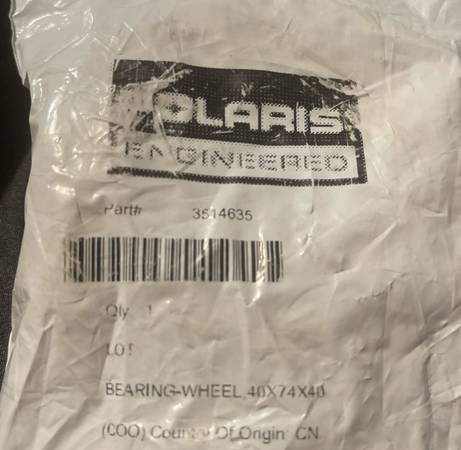 POLARIS
ENGINEERED
Part# 3514635
Qty 1
LOT
BEARING-WHEEL, 40X74X40
(COO) Country Of Origin: CN